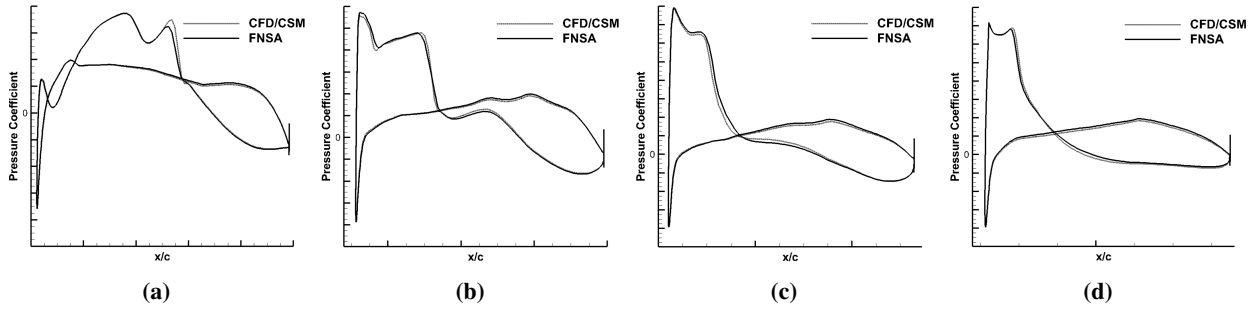 Pressure Coefficient
0
CFD/CSM
FNSA
x/c
(a)
Pressure Coefficient
0
CFD/CSM
FNSA
x/c
(b)
Pressure Coefficient
0
CFD/CSM
FNSA
x/c
(c)
Pressure Coefficient
0
CFD/CSM
FNSA
x/c
(d)